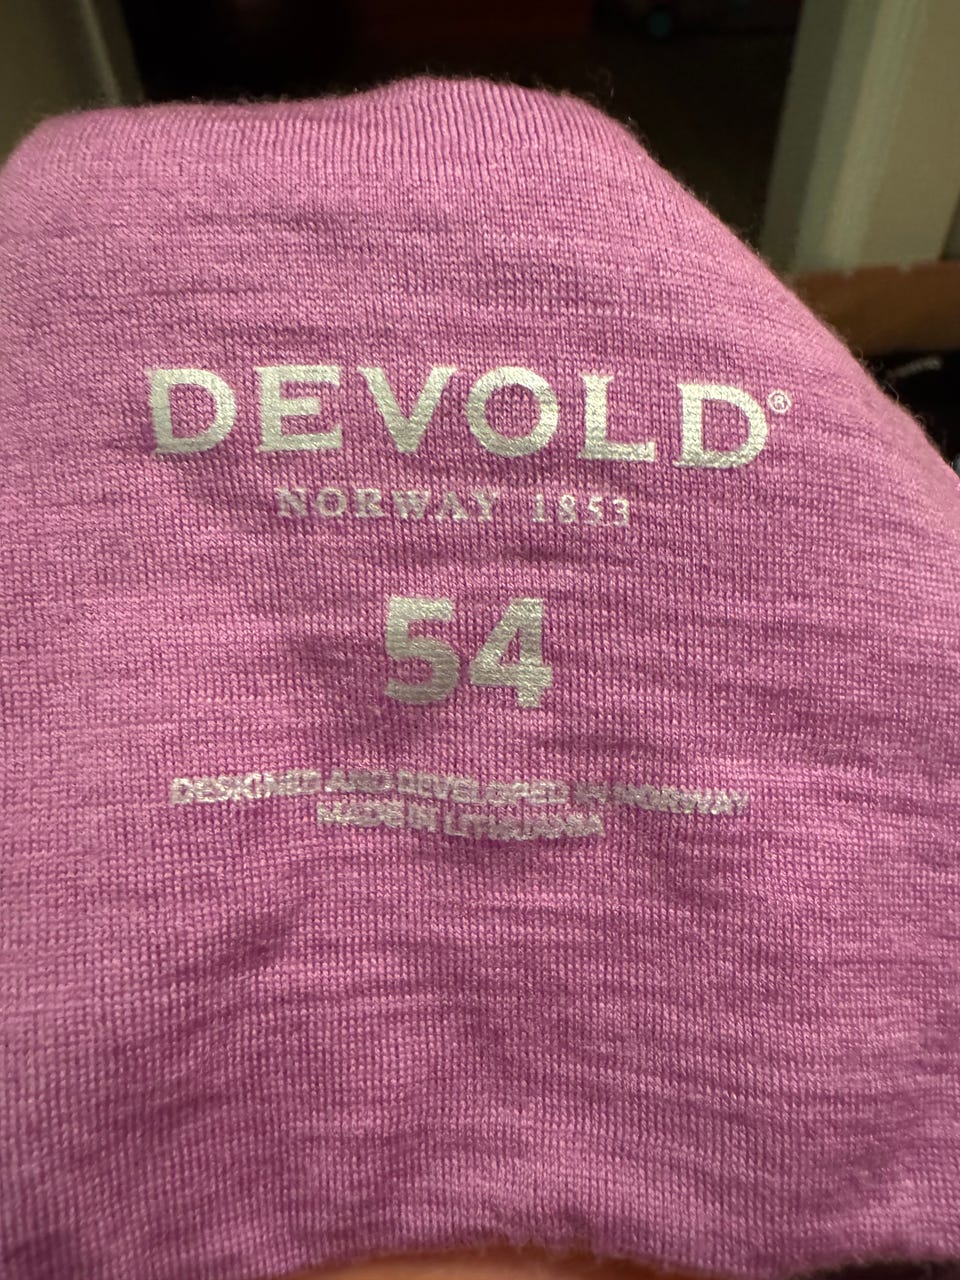 DEVOLD®
NORWAY 1853
54
DESIGNED AND DEVELOPED IN NORWAY
MADE IN LITHUANIA